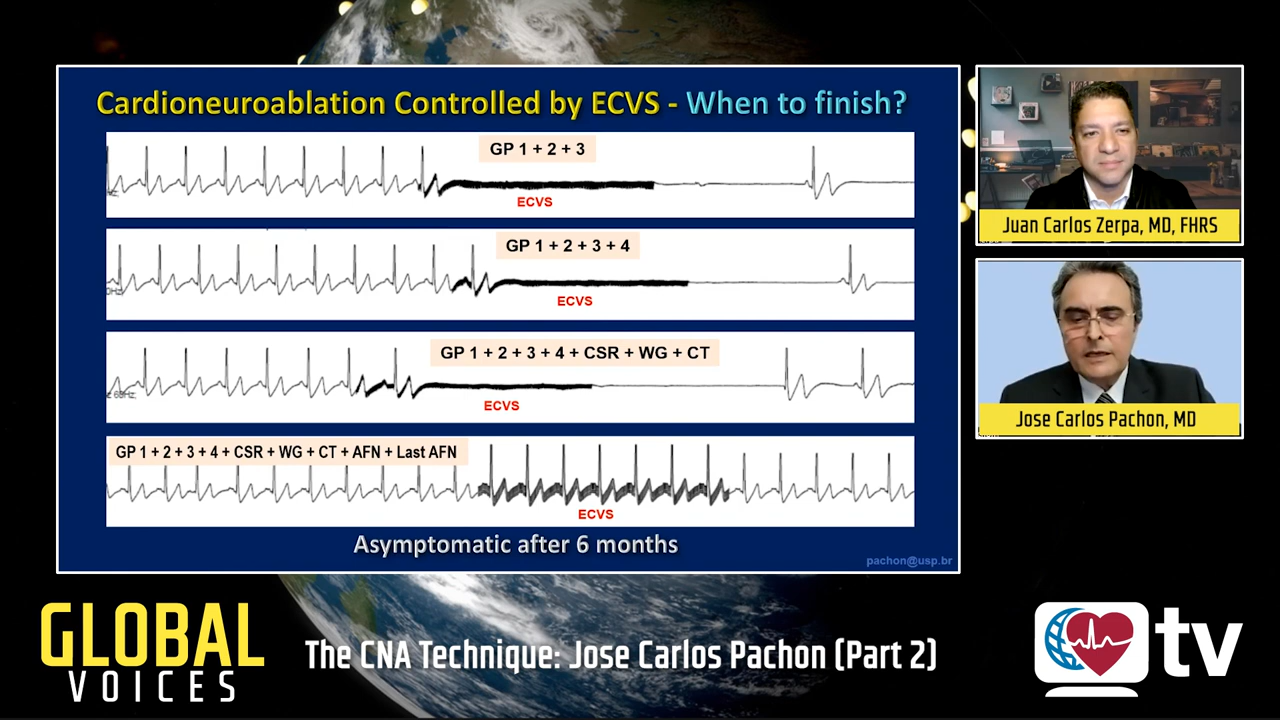 Cardioneuroablation Controlled by ECVS - When to finish?
GP 1 + 2 + 3
ECVS
GP 1 + 2 + 3 + 4
ECVS
GP 1 + 2 + 3 + 4 + CSR + WG + CT
ECVS
GP 1 + 2 + 3 + 4 + CSR + WG + CT + AFN + Last AFN
ECVS
Asymptomatic after 6 months
pachon@usp.br
Juan Carlos Zerpa, MD, FHRS
Jose Carlos Pachon, MD
GLOBAL
VOICES
The CNA Technique: Jose Carlos Pachon (Part 2)
tv